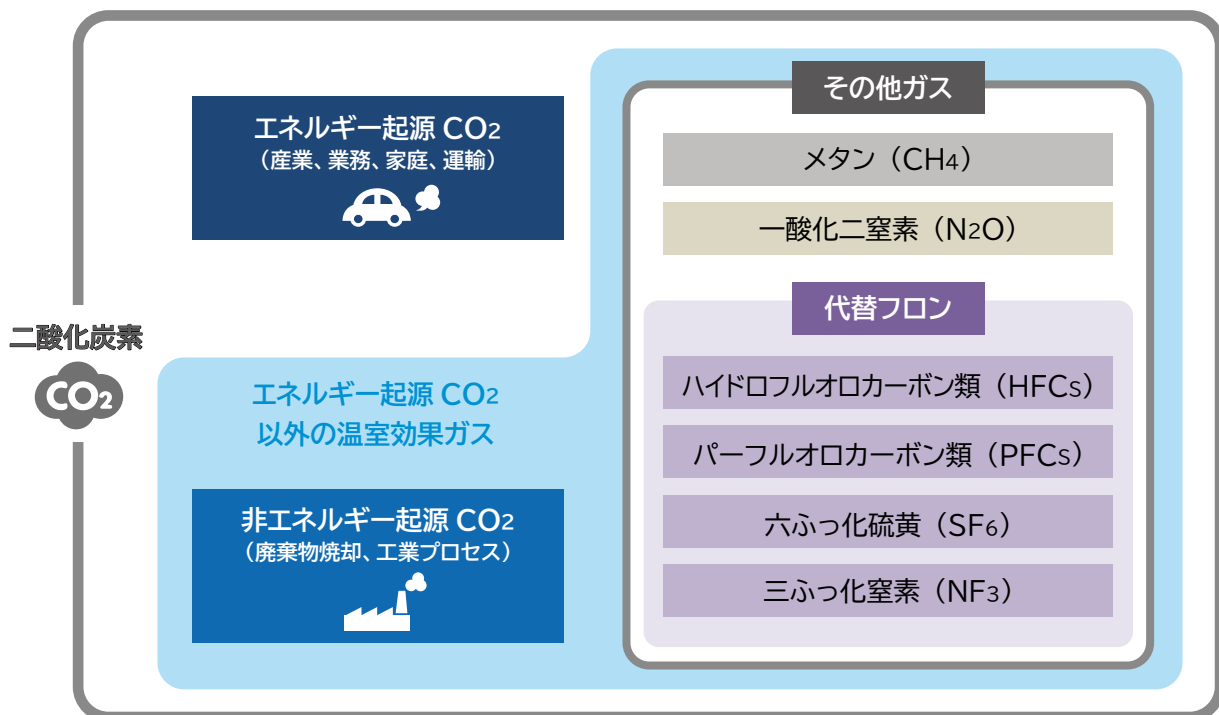 二酸化炭素
CO2
エネルギー起源 CO2
（産業、業務、家庭、運輸）
エネルギー起源 CO2
以外の温室効果ガス
非エネルギー起源 CO2
（廃棄物焼却、工業プロセス）
その他ガス
メタン（CH4）
一酸化二窒素（N2O）
代替フロン
ハイドロフルオロカーボン類（HFCs）
パーフルオロカーボン類（PFCs）
六ふっ化硫黄（SF6）
三ふっ化窒素（NF3）